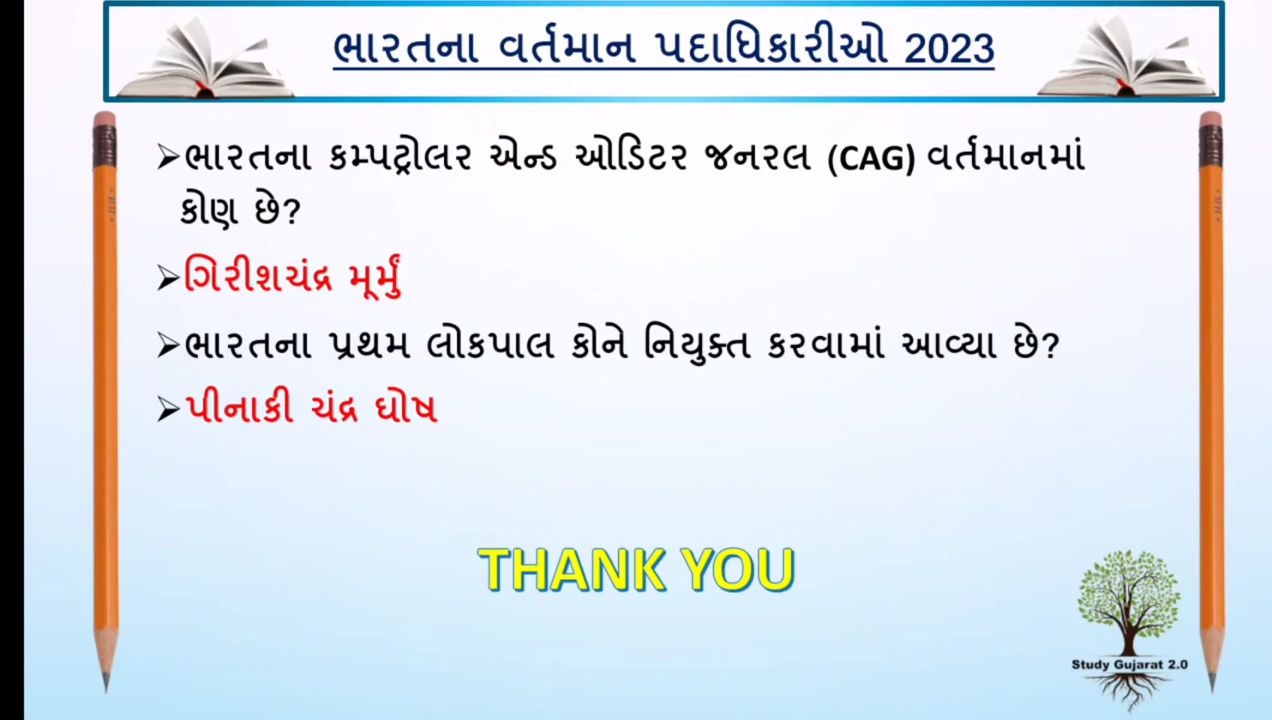 ભારતના વર્તમાન પદાધિકારીઓ 2023
➢ભારતના કમ્પટ્રોલર એન્ડ ઓડિટર જનરલ (CAG) વર્તમાનમાં
કોણ છે?
➢ગિરીશચંદ્ર મૂર્મું
➢ભારતના પ્રથમ લોકપાલ કોને નિયુક્ત કરવામાં આવ્યા છે?
➢પીનાકી ચંદ્ર ઘોષ
THANK YOU
Study Gujarat 2.0